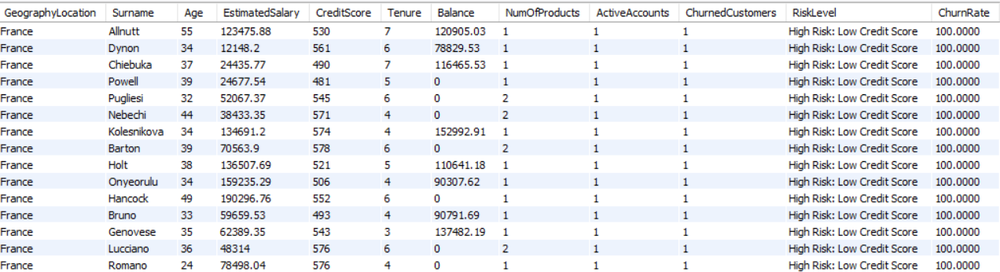 GeographyLocation Surname Age EstimatedSalary CreditScore Tenure Balance NumOfProducts ActiveAccounts ChurnedCustomers RiskLevel ChurnRate
France Allnutt 55 123475.88 530 7 120905.03 1 1 1 High Risk: Low Credit Score 100.0000
France Dynon 34 12148.2 561 6 78829.53 1 1 1 High Risk: Low Credit Score 100.0000
France Chiebuka 37 24435.77 490 7 116465.53 1 1 1 High Risk: Low Credit Score 100.0000
France Powell 39 24677.54 481 5 0 1 1 1 High Risk: Low Credit Score 100.0000
France Pugliesi 32 52067.37 545 6 0 2 1 1 High Risk: Low Credit Score 100.0000
France Nebechi 44 38433.35 571 4 0 2 1 1 High Risk: Low Credit Score 100.0000
France Kolesnikova 34 134691.2 574 4 152992.91 1 1 1 High Risk: Low Credit Score 100.0000
France Barton 39 70563.9 578 6 0 2 1 1 High Risk: Low Credit Score 100.0000
France Holt 38 136507.69 521 5 110641.18 1 1 1 High Risk: Low Credit Score 100.0000
France Onyeorulu 34 159235.29 506 4 90307.62 1 1 1 High Risk: Low Credit Score 100.0000
France Hancock 49 190296.76 552 6 0 1 1 1 High Risk: Low Credit Score 100.0000
France Bruno 33 59659.53 493 4 90791.69 1 1 1 High Risk: Low Credit Score 100.0000
France Genovese 35 62389.35 543 3 137482.19 1 1 1 High Risk: Low Credit Score 100.0000
France Lucciano 36 48314 576 6 0 2 1 1 High Risk: Low Credit Score 100.0000
France Romano 24 78498.04 576 4 0 1 1 1 High Risk: Low Credit Score 100.0000